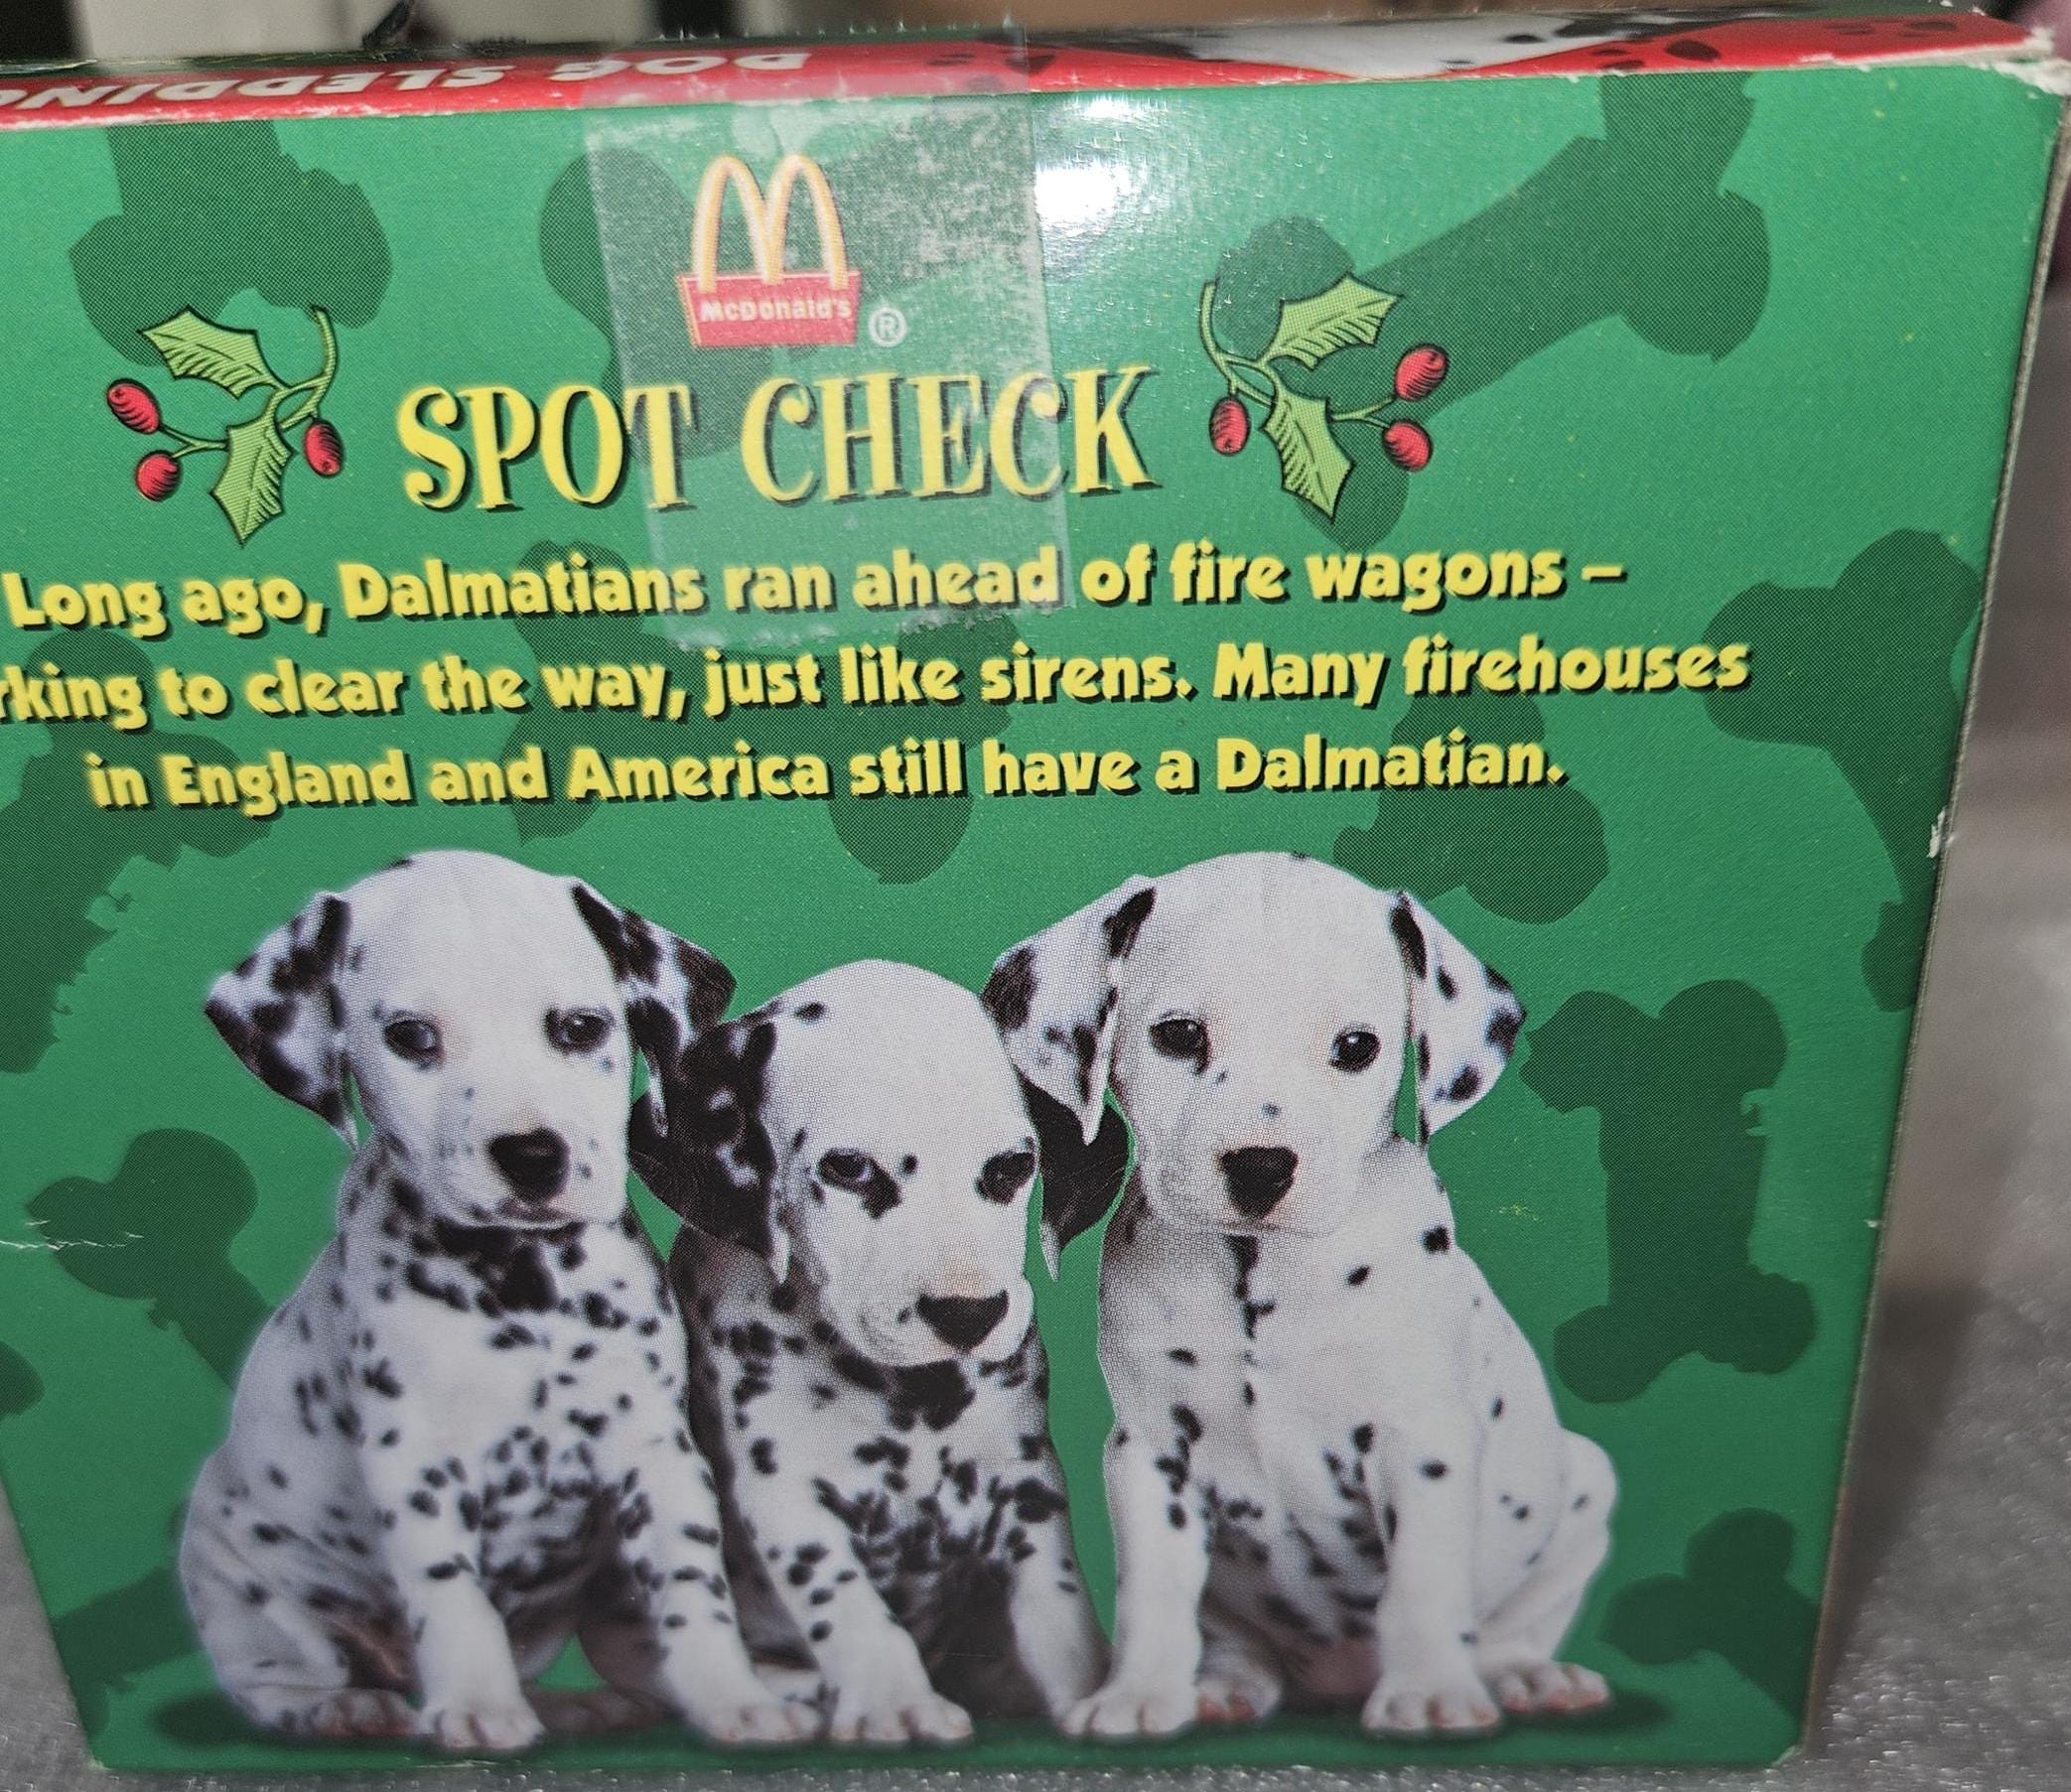 DOG SLEDDING
McDonald's ®
SPOT CHECK
Long ago, Dalmatians ran ahead of fire wagons –
rking to clear the way, just like sirens. Many firehouses
in England and America still have a Dalmatian.